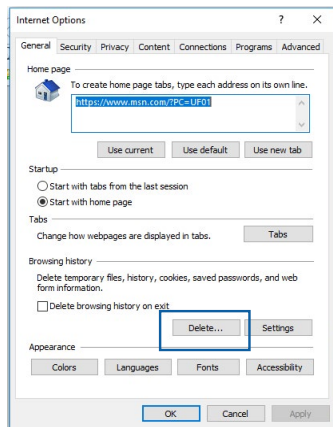 Internet Options ? ×
General Security Privacy Content Connections Programs Advanced
Home page
To create home page tabs, type each address on its own line.
https://www.msn.com/?PC=UF01
Use current Use default Use new tab
Startup
Start with tabs from the last session
Start with home page
Tabs
Change how webpages are displayed in tabs. Tabs
Browsing history
Delete temporary files, history, cookies, saved passwords, and web
form information.
Delete browsing history on exit
Delete... Settings
Appearance
Colors Languages Fonts Accessibility
OK Cancel Apply